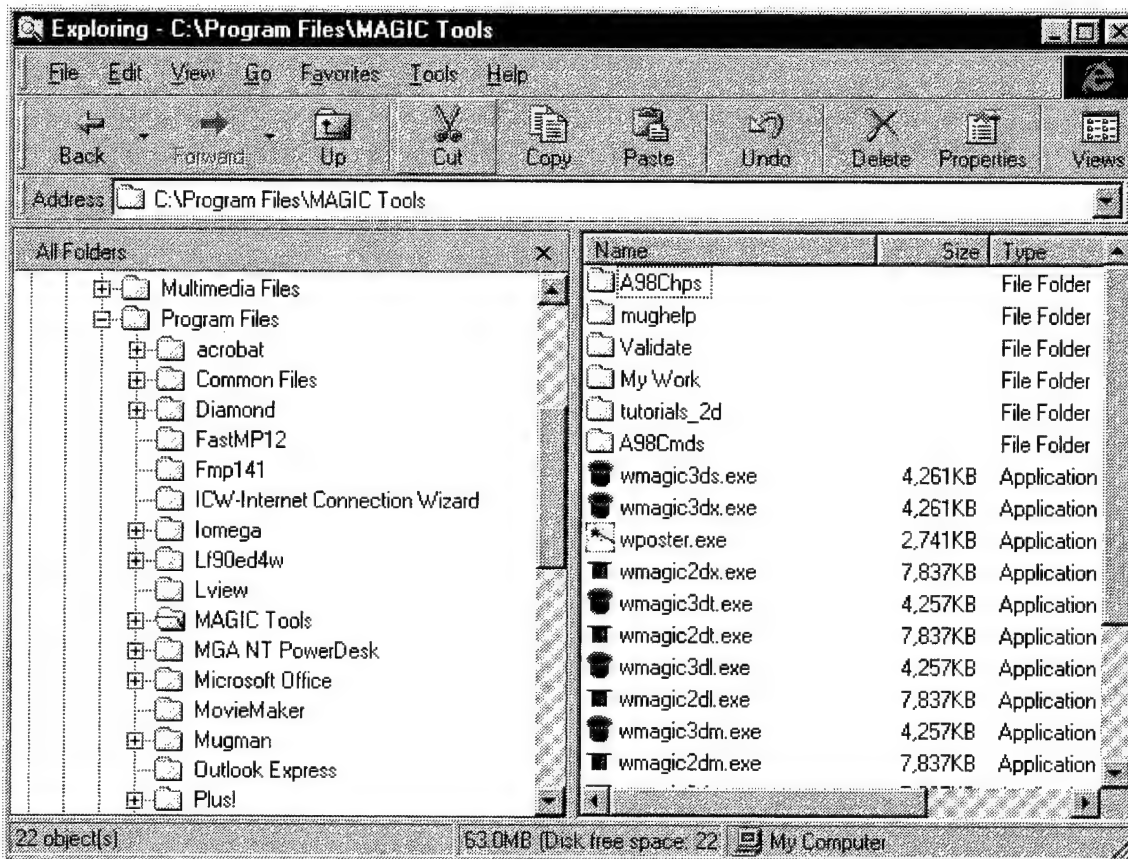 Exploring - C:\Program Files\MAGIC Tools
File Edit View Go Favorites Tools Help
Back Forward Up Cut Copy Paste Undo Delete Properties Views
Address C:\Program Files\MAGIC Tools
All Folders
Multimedia Files
Program Files
acrobat
Common Files
Diamond
FastMP12
Fmp141
ICW-Internet Connection Wizard
Iomega
Lf90ed4w
Lview
MAGIC Tools
MGA NT PowerDesk
Microsoft Office
MovieMaker
Mugman
Outlook Express
Plus!
Name Size Type
A98Chps File Folder
mughelp File Folder
Validate File Folder
My Work File Folder
tutorials_2d File Folder
A98Cmds File Folder
wmagic3ds.exe 4,261KB Application
wmagic3dx.exe 4,261KB Application
wposter.exe 2,741KB Application
wmagic2dx.exe 7,837KB Application
wmagic3dt.exe 4,257KB Application
wmagic2dt.exe 7,837KB Application
wmagic3dl.exe 4,257KB Application
wmagic2dl.exe 7,837KB Application
wmagic3dm.exe 4,257KB Application
wmagic2dm.exe 7,837KB Application
22 object(s) 63.0MB (Disk free space: 22 My Computer